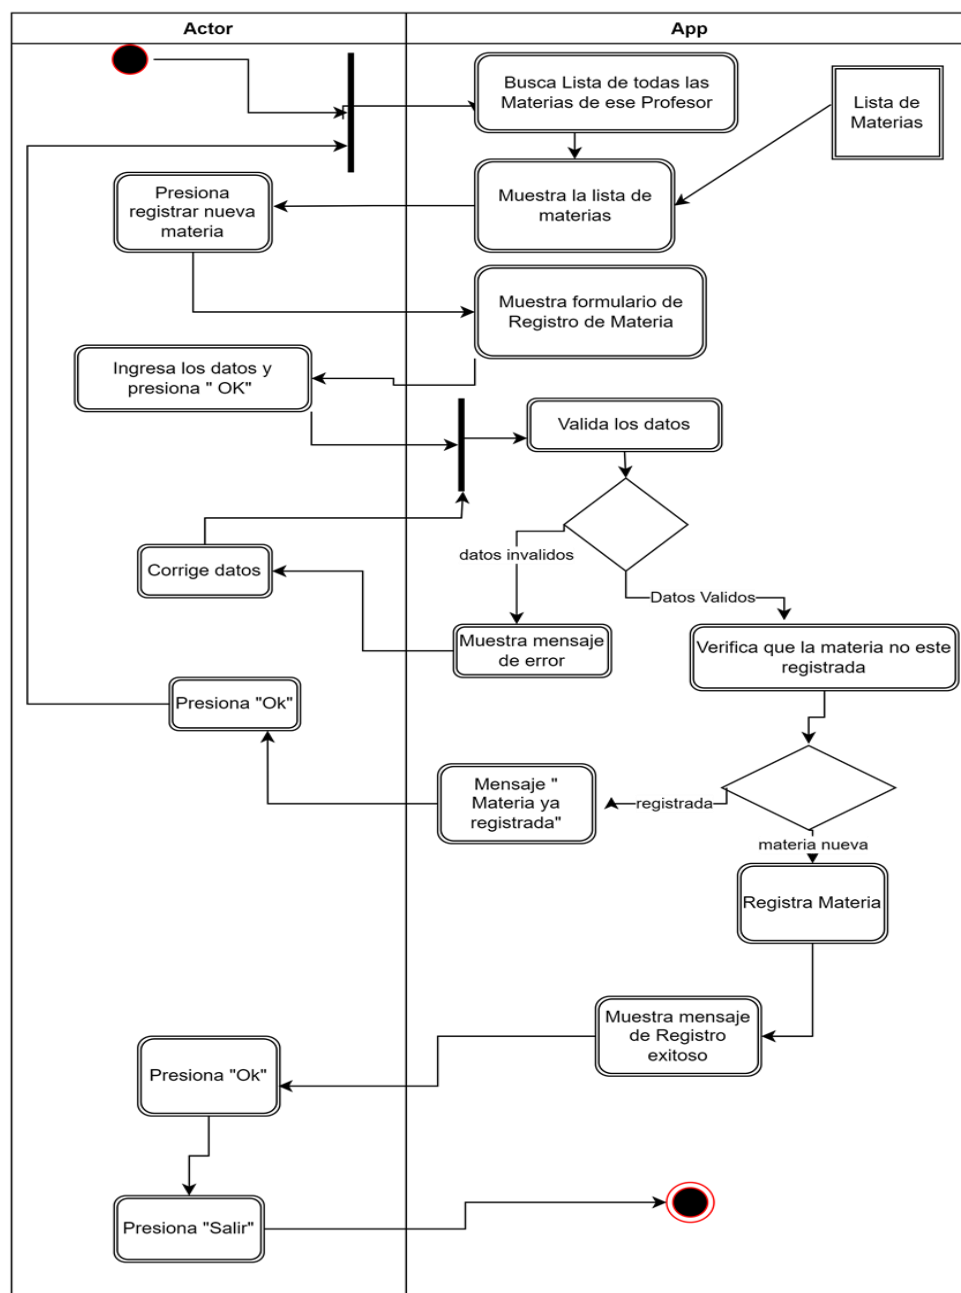 Actor
App
Busca Lista de todas las
Materias de ese Profesor
Lista de
Materias
Presiona
registrar nueva
materia
Muestra la lista de
materias
Muestra formulario de
Registro de Materia
Ingresa los datos y
presiona " OK"
Valida los datos
datos invalidos
Corrige datos
Datos Validos
Muestra mensaje
de error
Verifica que la materia no este
registrada
Presiona "Ok"
Mensaje "
Materia ya
registrada"
registrada
materia nueva
Registra Materia
Muestra mensaje
de Registro
exitoso
Presiona "Ok"
Presiona "Salir"